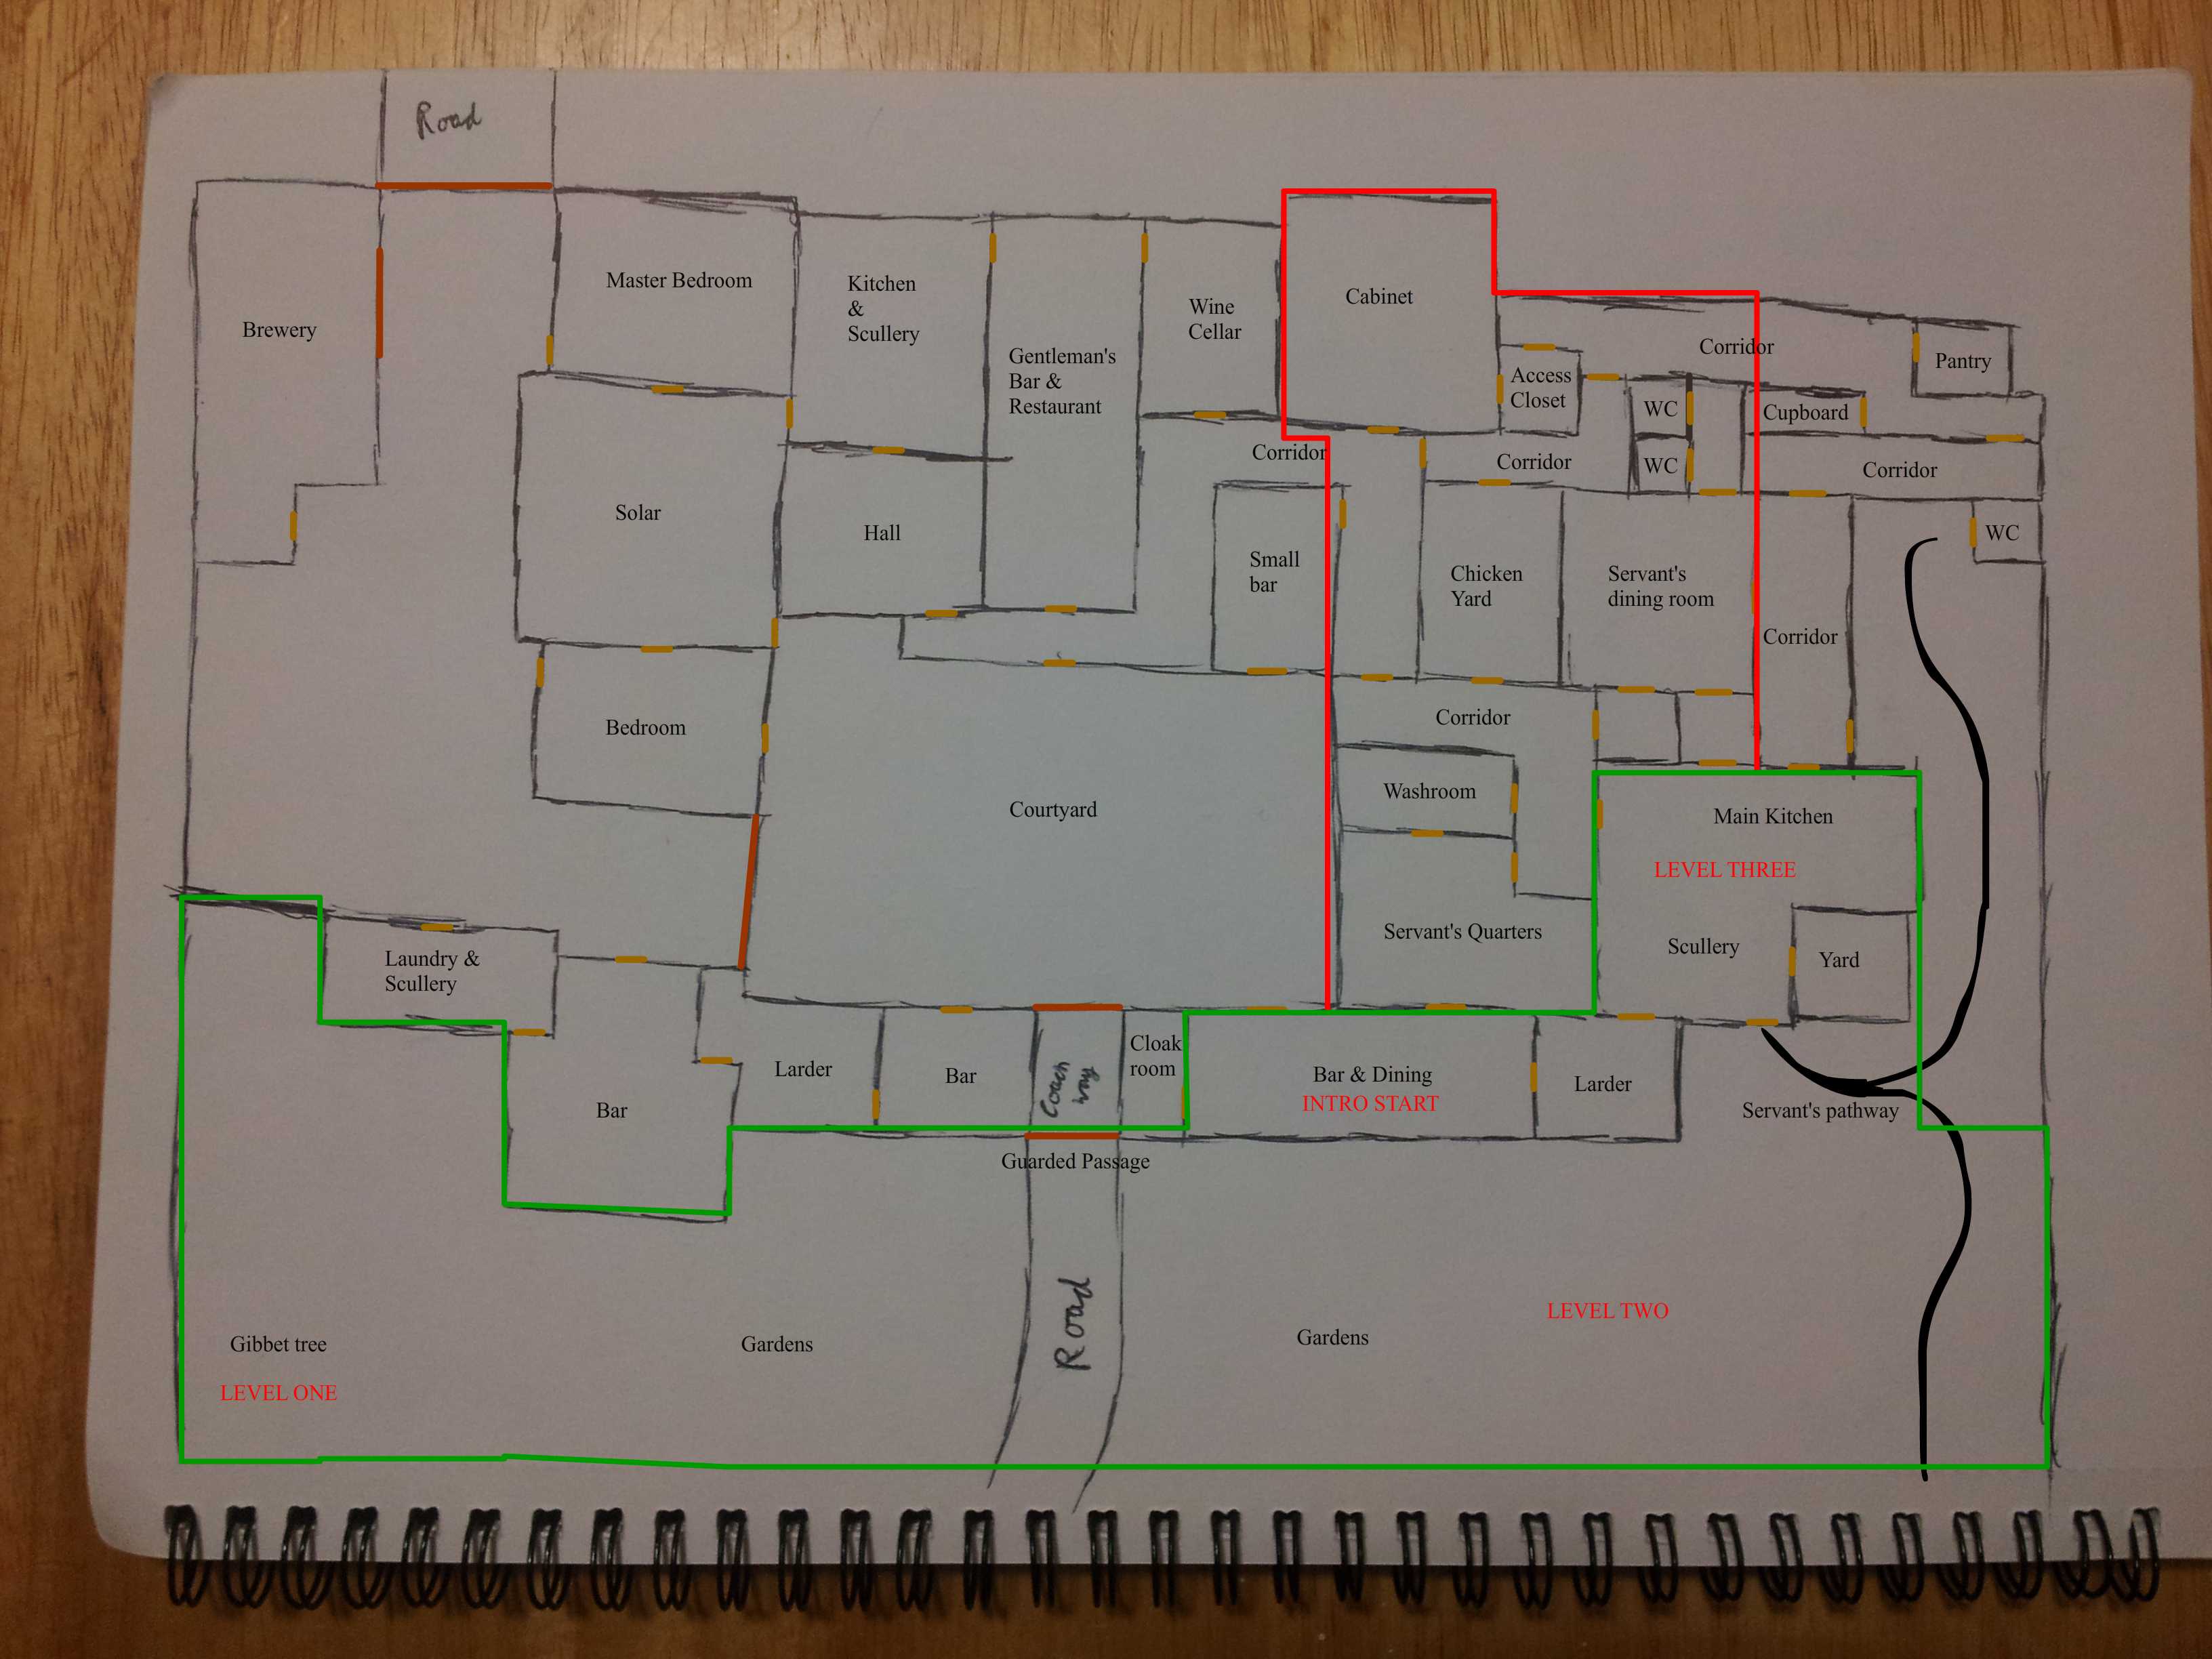 Road
Master Bedroom
Kitchen
&
Scullery
Brewery
Gentleman's
Bar &
Restaurant
Wine
Cellar
Cabinet
Corridor
Pantry
Access
Closet
WC
Cupboard
Corridor
Corridor
WC
Corridor
Solar
Hall
Small
bar
Chicken
Yard
Servant's
dining room
WC
Corridor
Bedroom
Corridor
Courtyard
Washroom
Main Kitchen
LEVEL THREE
Servant's Quarters
Scullery
Yard
Laundry &
Scullery
Larder
Bar
Coach
way
Cloak
room
Bar & Dining
INTRO START
Larder
Bar
Servant's pathway
Guarded Passage
Road
LEVEL TWO
Gibbet tree
Gardens
Gardens
LEVEL ONE